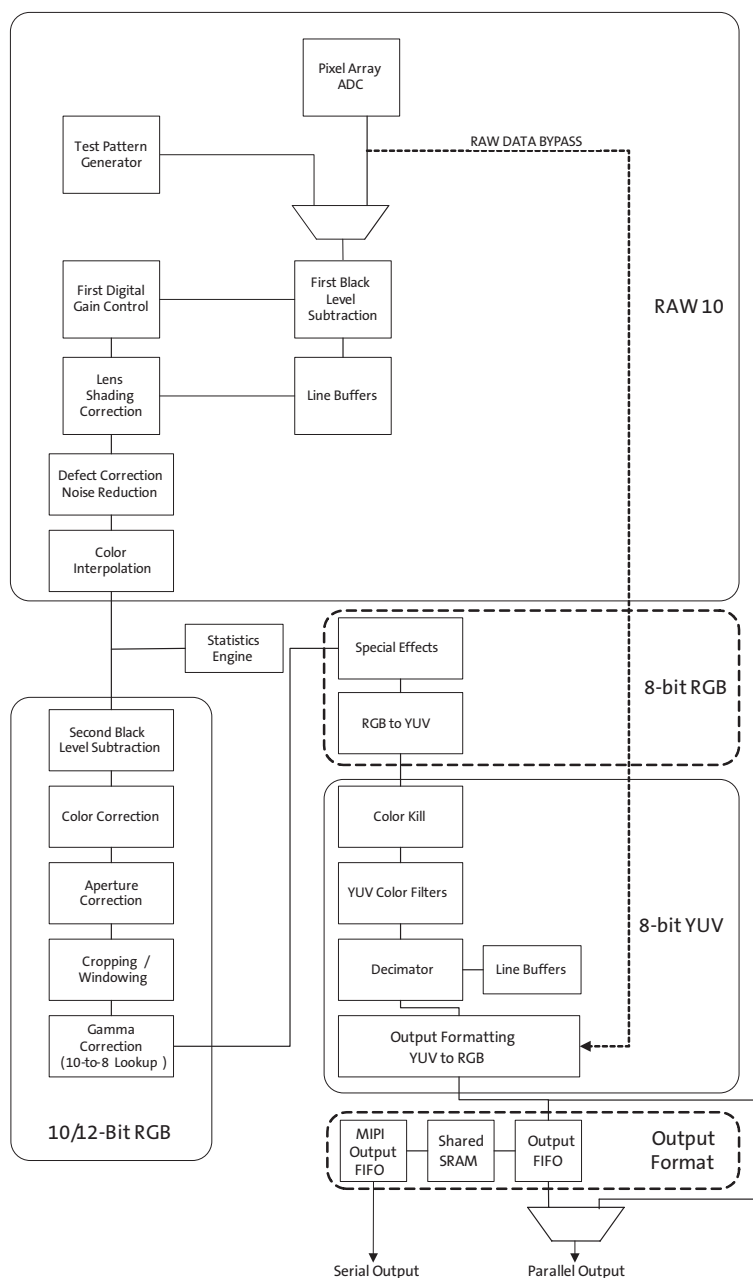 Pixel Array
ADC
RAW DATA BYPASS
Test Pattern
Generator
First Digital
Gain Control
First Black
Level
Subtraction
RAW 10
Lens
Shading
Correction
Line Buffers
Defect Correction
Noise Reduction
Color
Interpolation
Statistics
Engine
Special Effects
8-bit RGB
RGB to YUV
Second Black
Level Subtraction
Color Correction
Aperture
Correction
Cropping /
Windowing
Gamma
Correction
(10-to-8 Lookup )
10/12-Bit RGB
Color Kill
YUV Color Filters
8-bit YUV
Decimator
Line Buffers
Output Formatting
YUV to RGB
MIPI
Output
FIFO
Shared
SRAM
Output
FIFO
Output
Format
Serial Output
Parallel Output